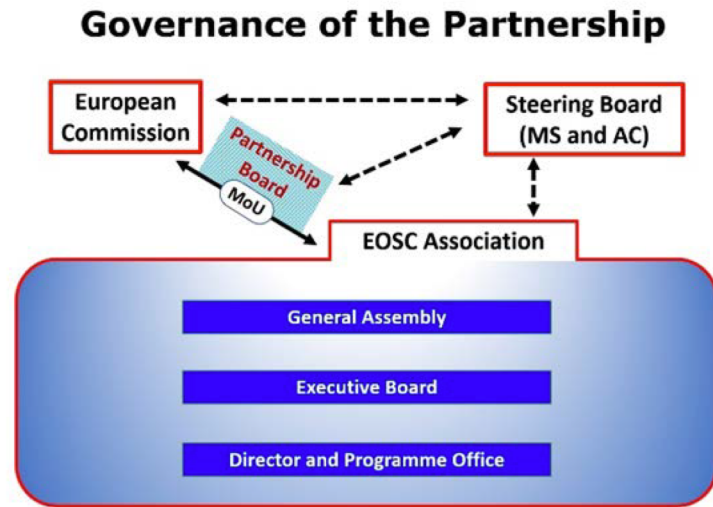 Governance of the Partnership
European
Commission
Steering Board
(MS and AC)
Partnership
Board
MoU
EOSC Association
General Assembly
Executive Board
Director and Programme Office